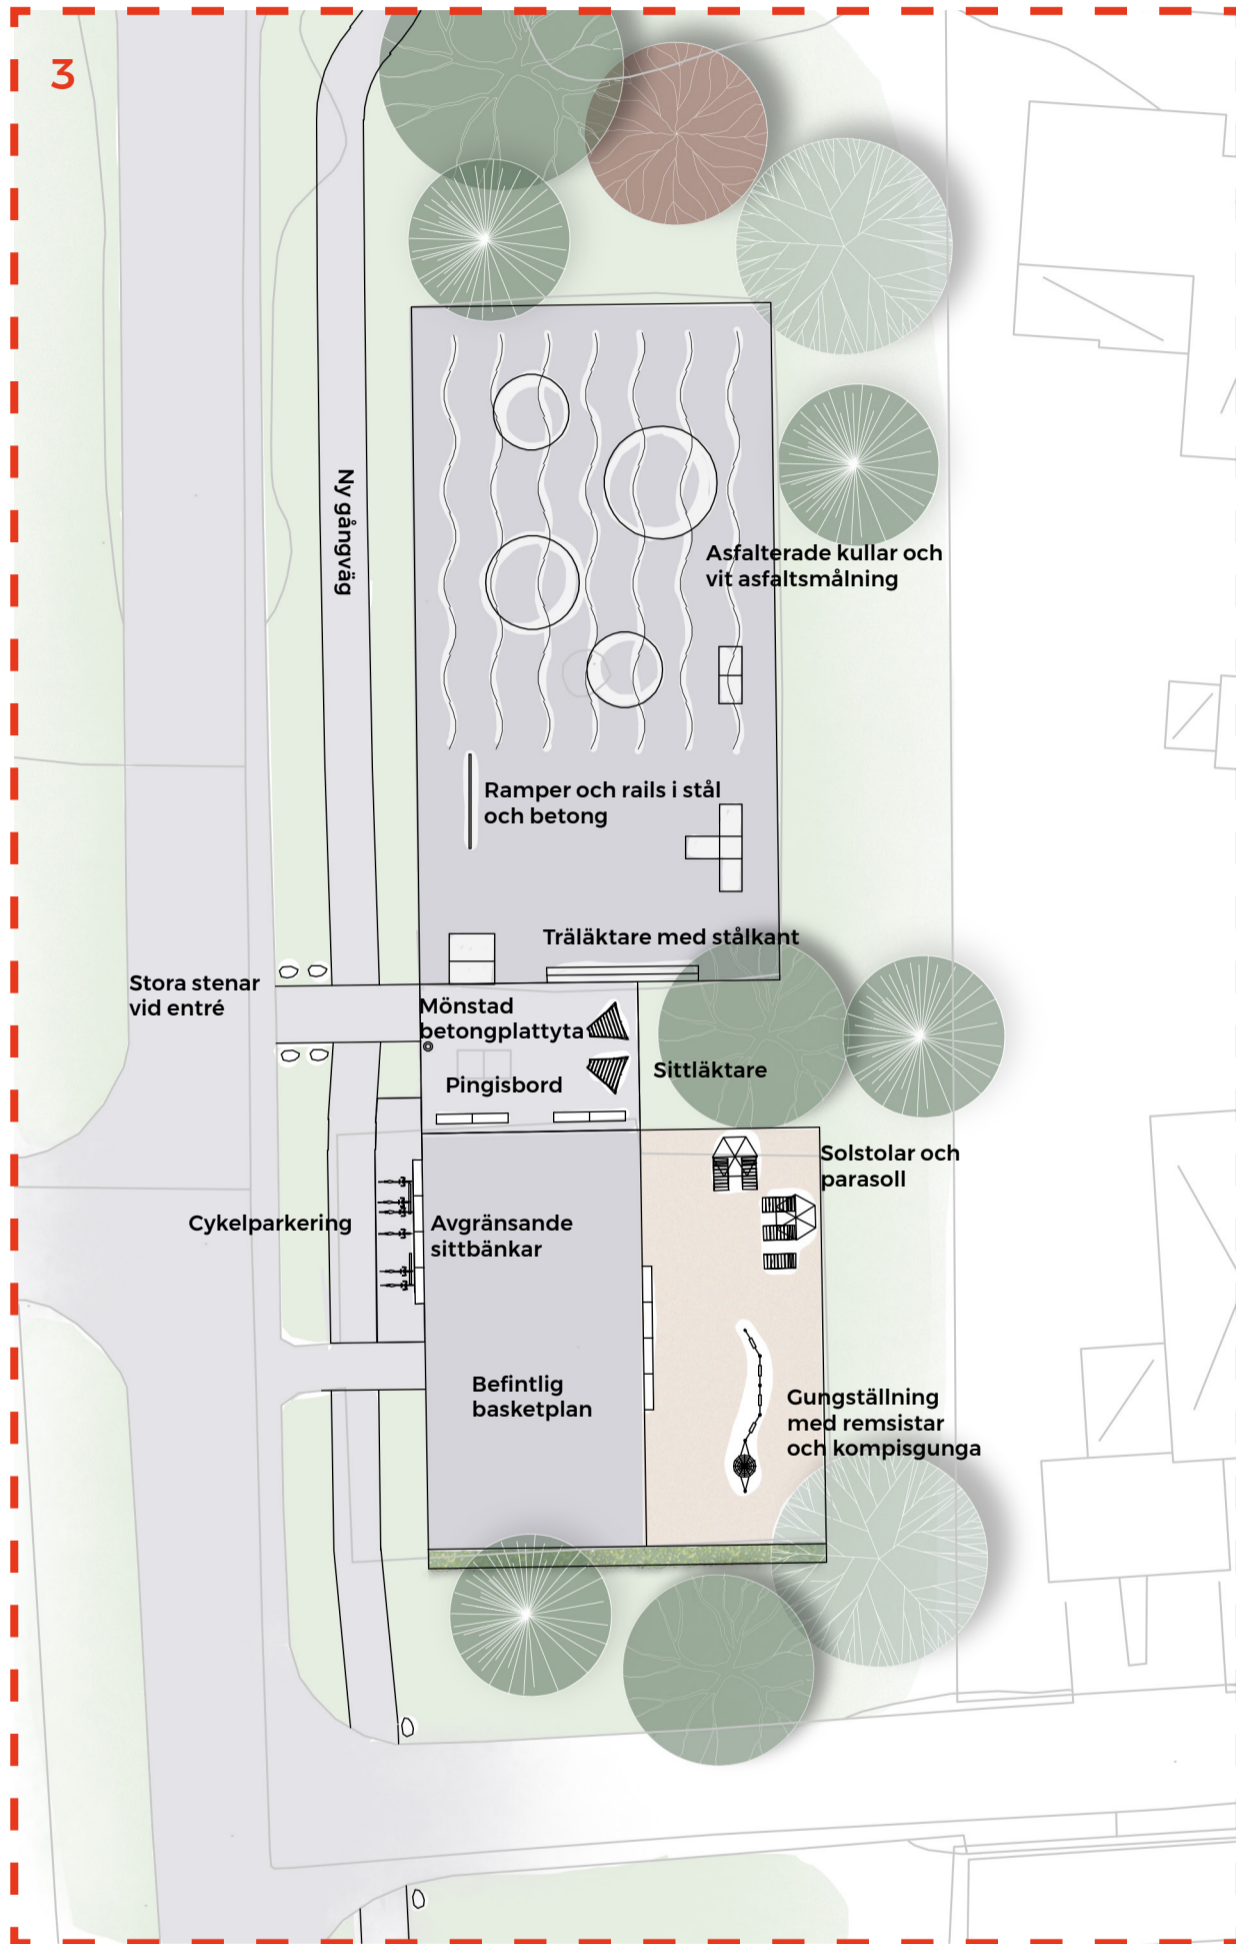 3
Ny gångväg
Asfalterade kullar och
vit asfaltsmålning
Ramper och rails i stål
och betong
Träläktare med stålkant
Stora stenar
vid entré
Mönstad
betongplattyta
Pingisbord
Sittläktare
Solstolar och
parasoll
Cykelparkering
Avgränsande
sittbänkar
Befintlig
basketplan
Gungställning
med remsistar
och kompisgunga